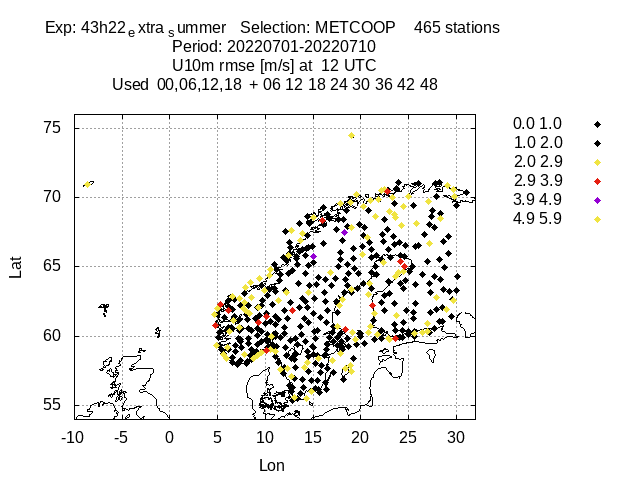 Exp: 43h22extrasummer Selection: METCOOP 465 stations
Period: 20220701-20220710
U10m rmse [m/s] at 12 UTC
Used 00,06,12,18 + 06 12 18 24 30 36 42 48
75
70
65
60
55
Lat
-10 -5 0 5 10 15 20 25 30
Lon
0.0 1.0
1.0 2.0
2.0 2.9
2.9 3.9
3.9 4.9
4.9 5.9